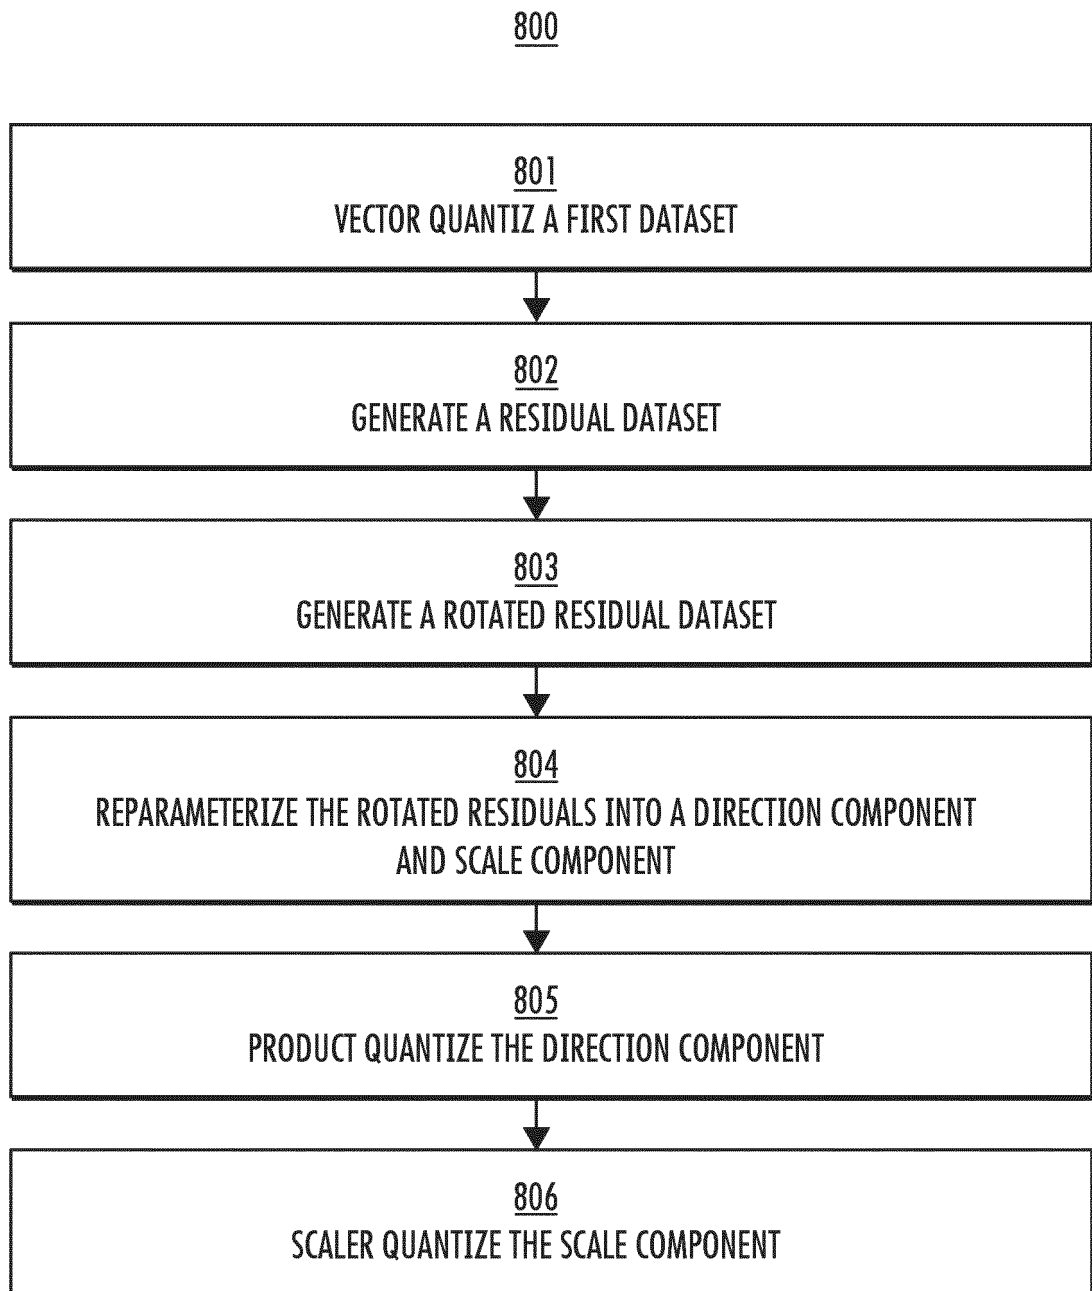 800
801
VECTOR QUANTIZ A FIRST DATASET
802
GENERATE A RESIDUAL DATASET
803
GENERATE A ROTATED RESIDUAL DATASET
804
REPARAMETERIZE THE ROTATED RESIDUALS INTO A DIRECTION COMPONENT
AND SCALE COMPONENT
805
PRODUCT QUANTIZE THE DIRECTION COMPONENT
806
SCALER QUANTIZE THE SCALE COMPONENT